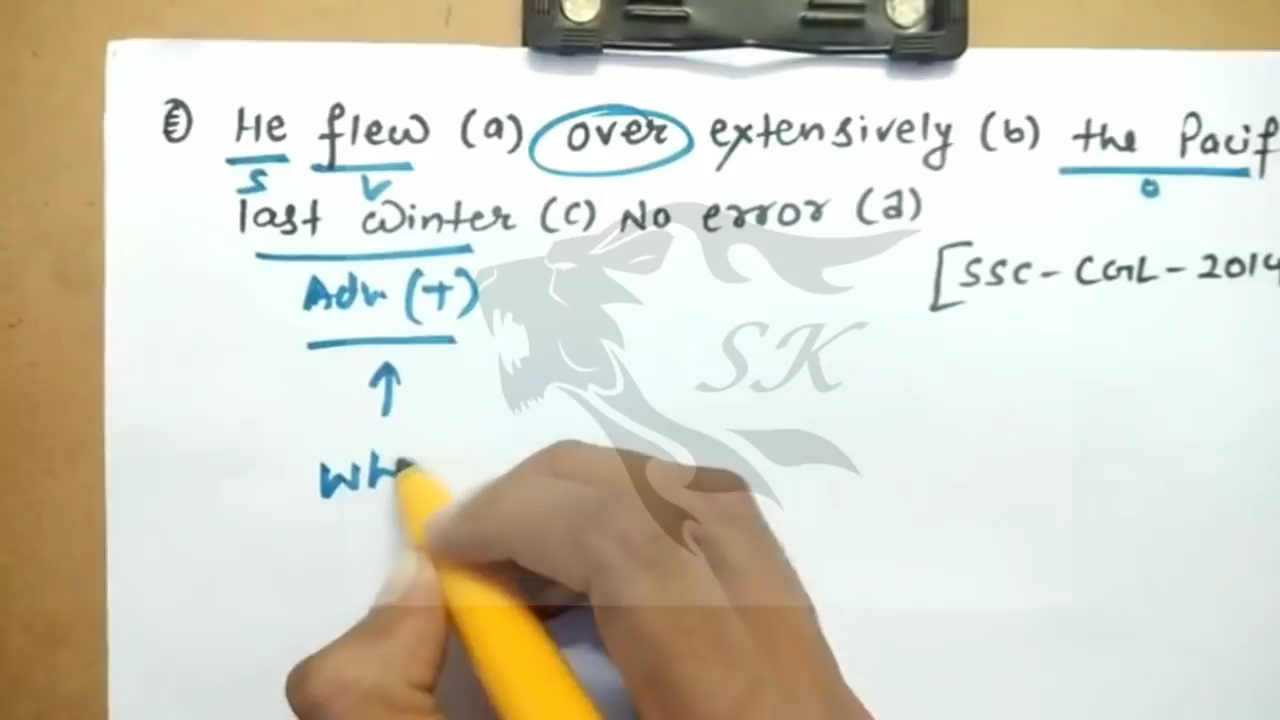 He flew (a) over extensively (b) the Pacif
S V O
last winter (c) No error (d)
[SSC-CGL-2014
Adv (T)
SK
Wh